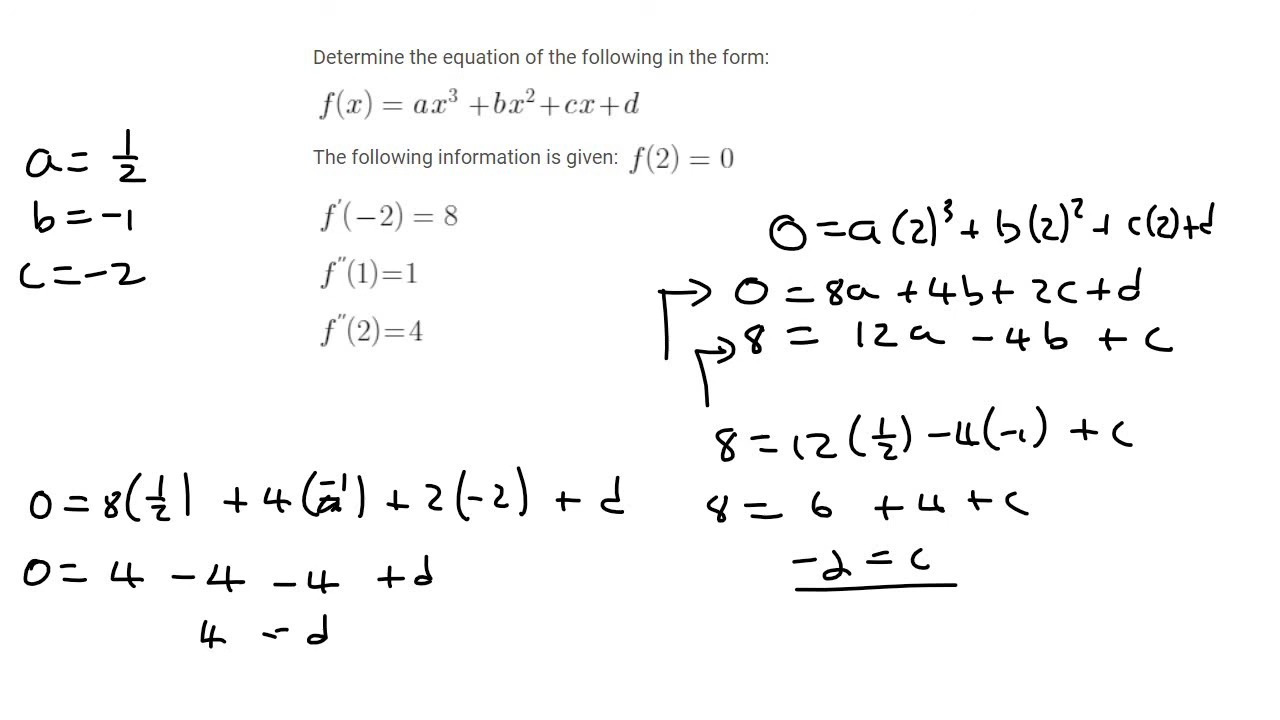 Determine the equation of the following in the form:
f(x) = ax³ + bx² + cx + d
The following information is given: f(2) = 0
f′(−2) = 8
f″(1)=1
f″(2)=4
a = 1/2
b = -1
c = -2
0 = a(2)³ + b(2)² + c(2)+d
0 = 8a + 4b + 2c + d
8 = 12a - 4b + c
8 = 12(1/2) - 4(-1) + c
8 = 6 + 4 + c
-2 = c
0 = 8(1/2) + 4(-1) + 2(-2) + d
0 = 4 - 4 - 4 + d
4 = d